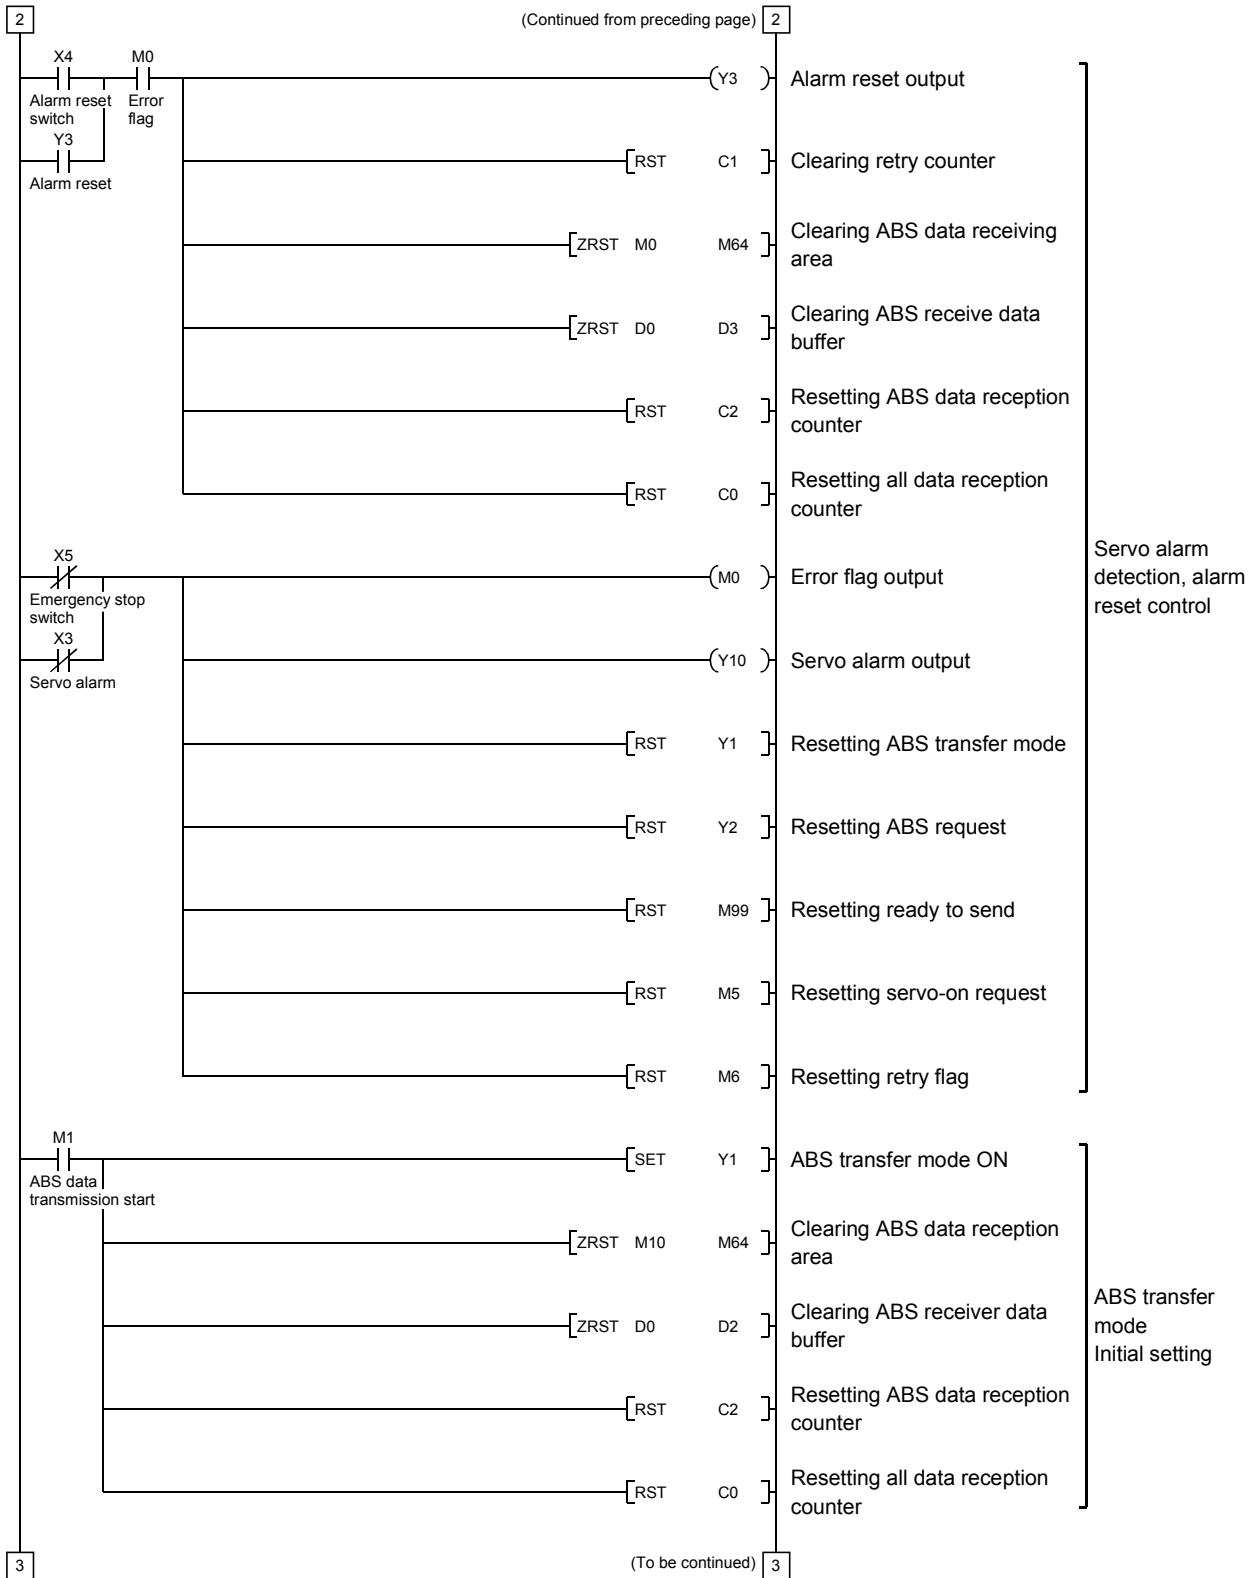 2 (Continued from preceding page) 2
X4 M0
Y3 Alarm reset output
Alarm reset Error
switch flag
Y3
RST C1 Clearing retry counter
Alarm reset
ZRST M0 M64 Clearing ABS data receiving
area
ZRST D0 D3 Clearing ABS receive data
buffer
RST C2 Resetting ABS data reception
counter
RST C0 Resetting all data reception
counter
X5
M0 Error flag output
Emergency stop
switch
X3
Y10 Servo alarm output
Servo alarm
RST Y1 Resetting ABS transfer mode
RST Y2 Resetting ABS request
RST M99 Resetting ready to send
RST M5 Resetting servo-on request
RST M6 Resetting retry flag
Servo alarm
detection, alarm
reset control
M1
SET Y1 ABS transfer mode ON
ABS data
transmission start
ZRST M10 M64 Clearing ABS data reception
area
ZRST D0 D2 Clearing ABS receiver data
buffer
RST C2 Resetting ABS data reception
counter
RST C0 Resetting all data reception
counter
ABS transfer
mode
Initial setting
3 (To be continued) 3